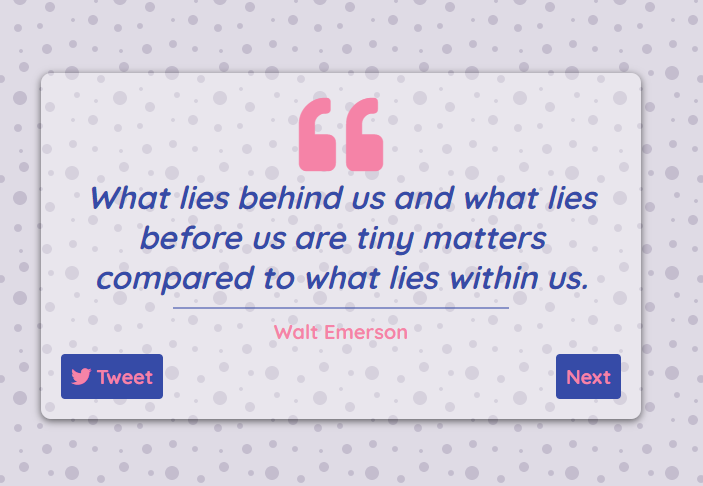 What lies behind us and what lies
before us are tiny matters
compared to what lies within us.
Walt Emerson
Tweet
Next